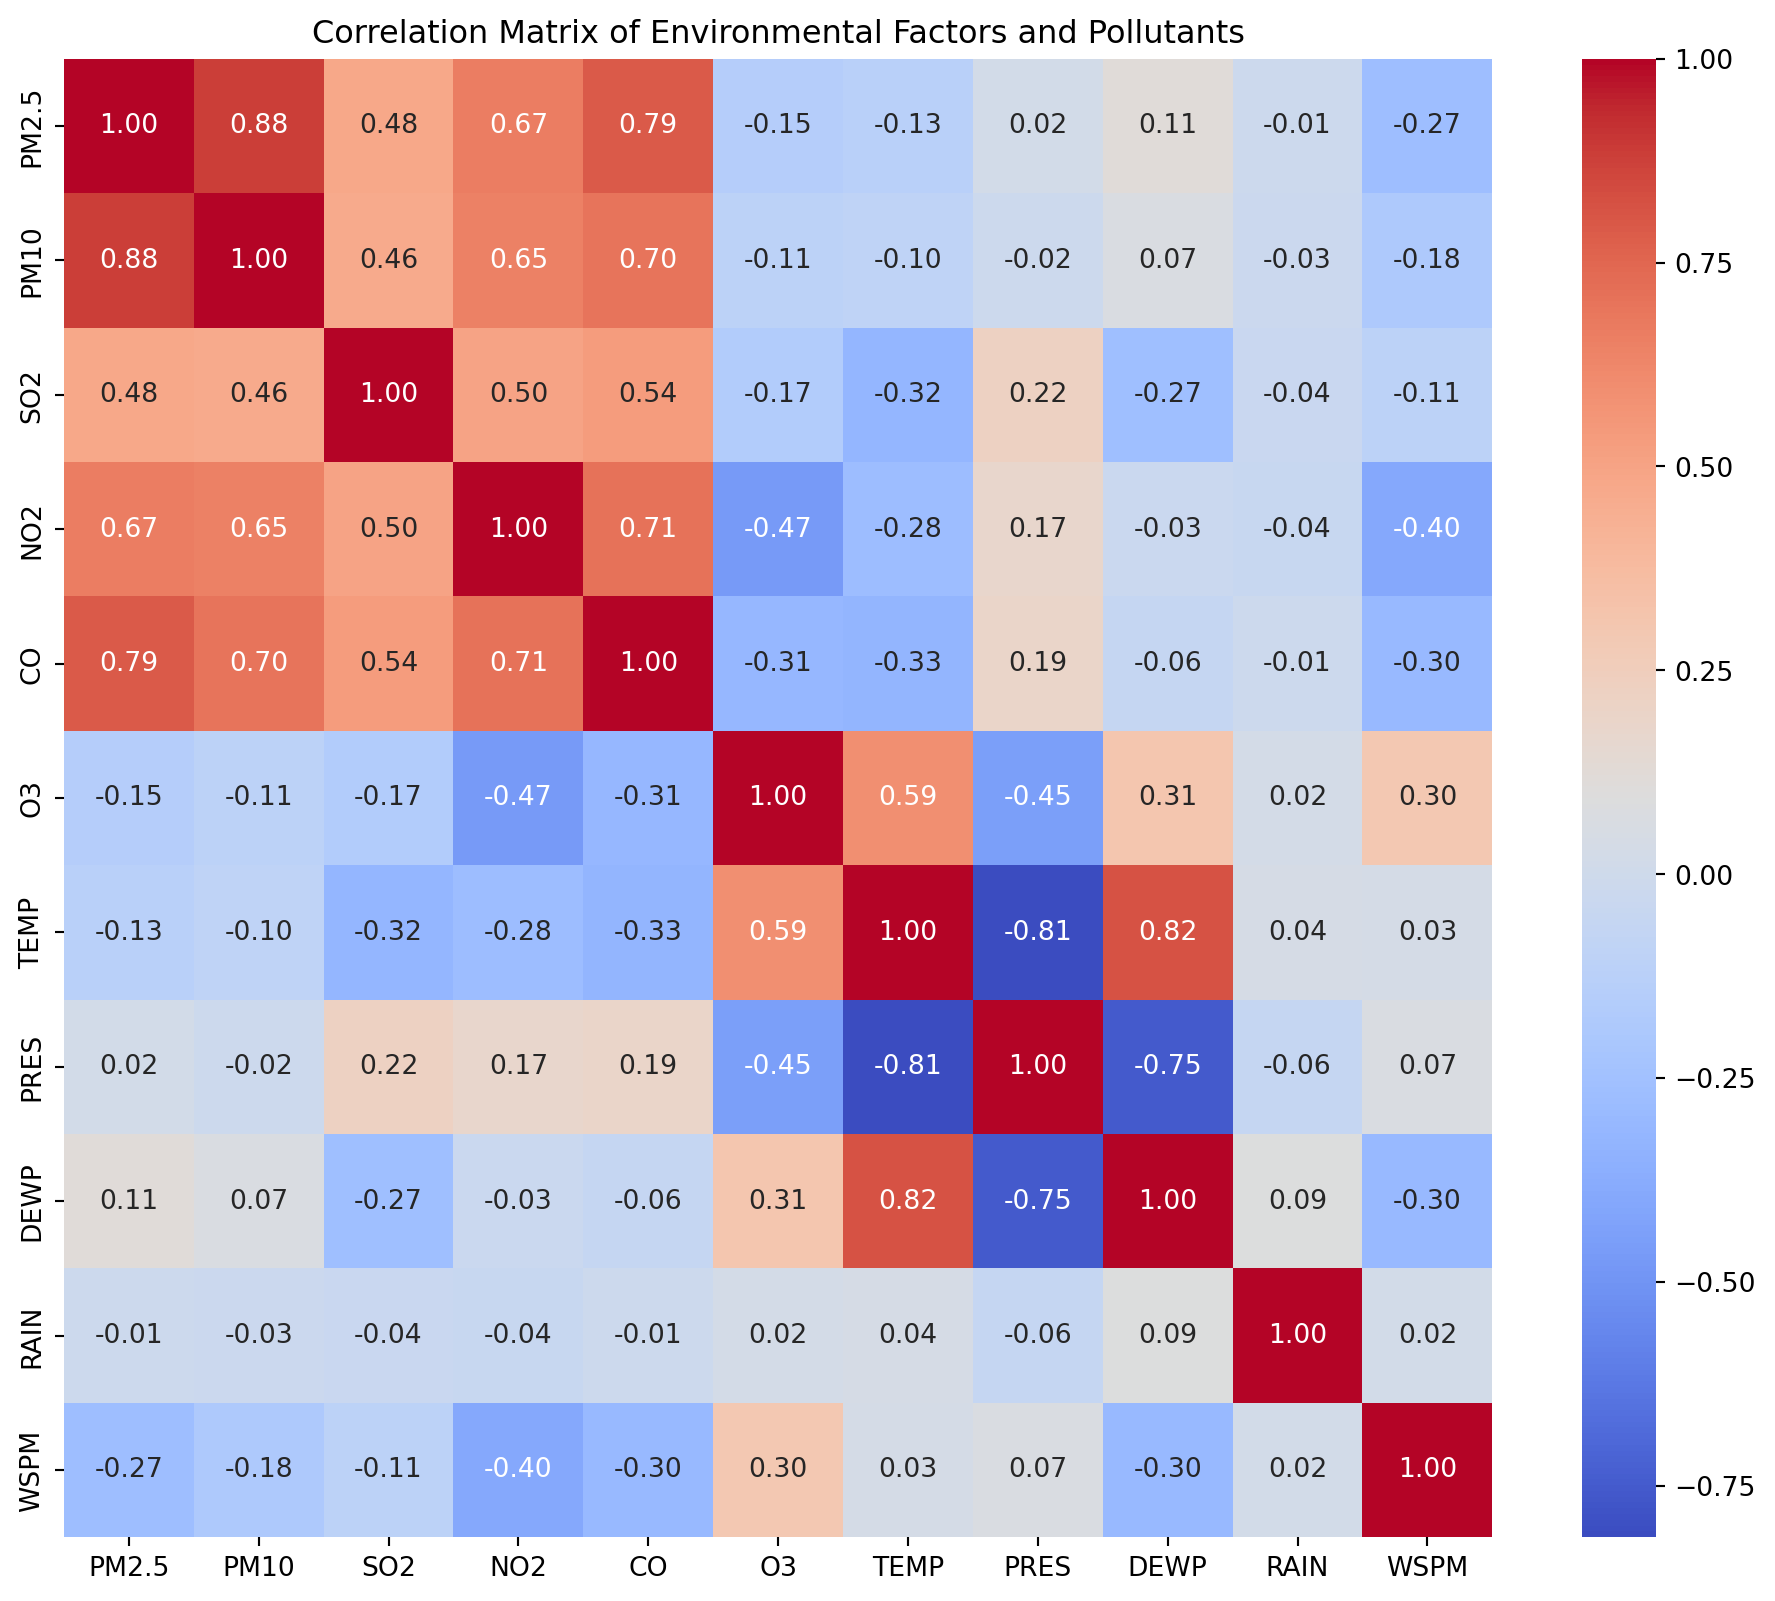 Correlation Matrix of Environmental Factors and Pollutants
PM2.5 1.00 0.88 0.48 0.67 0.79 -0.15 -0.13 0.02 0.11 -0.01 -0.27
PM10 0.88 1.00 0.46 0.65 0.70 -0.11 -0.10 -0.02 0.07 -0.03 -0.18
SO2 0.48 0.46 1.00 0.50 0.54 -0.17 -0.32 0.22 -0.27 -0.04 -0.11
NO2 0.67 0.65 0.50 1.00 0.71 -0.47 -0.28 0.17 -0.03 -0.04 -0.40
CO 0.79 0.70 0.54 0.71 1.00 -0.31 -0.33 0.19 -0.06 -0.01 -0.30
O3 -0.15 -0.11 -0.17 -0.47 -0.31 1.00 0.59 -0.45 0.31 0.02 0.30
TEMP -0.13 -0.10 -0.32 -0.28 -0.33 0.59 1.00 -0.81 0.82 0.04 0.03
PRES 0.02 -0.02 0.22 0.17 0.19 -0.45 -0.81 1.00 -0.75 -0.06 0.07
DEWP 0.11 0.07 -0.27 -0.03 -0.06 0.31 0.82 -0.75 1.00 0.09 -0.30
RAIN -0.01 -0.03 -0.04 -0.04 -0.01 0.02 0.04 -0.06 0.09 1.00 0.02
WSPM -0.27 -0.18 -0.11 -0.40 -0.30 0.30 0.03 0.07 -0.30 0.02 1.00
PM2.5 PM10 SO2 NO2 CO O3 TEMP PRES DEWP RAIN WSPM
1.00
0.75
0.50
0.25
0.00
−0.25
−0.50
−0.75